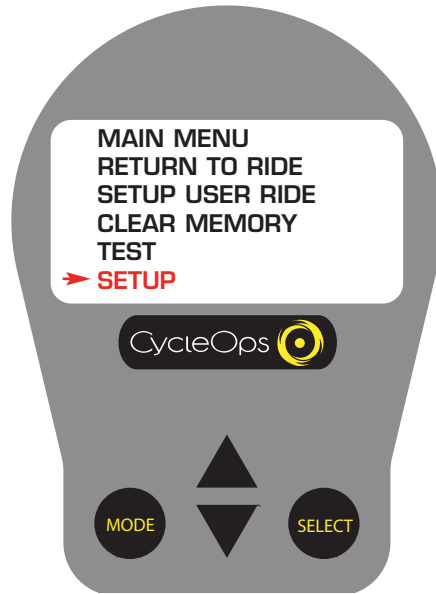 MAIN MENU
RETURN TO RIDE
SETUP USER RIDE
CLEAR MEMORY
TEST
SETUP
CycleOps
MODE
SELECT